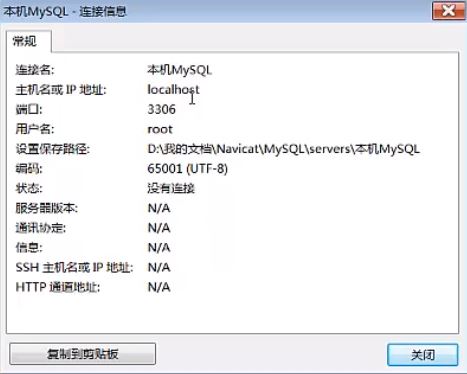 本机MySQL - 连接信息
常规
连接名: 本机MySQL
主机名或 IP 地址: localhost
端口: 3306
用户名: root
设置保存路径: D:\我的文档\Navicat\MySQL\servers\本机MySQL
编码: 65001 (UTF-8)
状态: 没有连接
服务器版本: N/A
通讯协定: N/A
信息: N/A
SSH 主机名或 IP 地址: N/A
HTTP 通道地址: N/A
复制到剪贴板 关闭